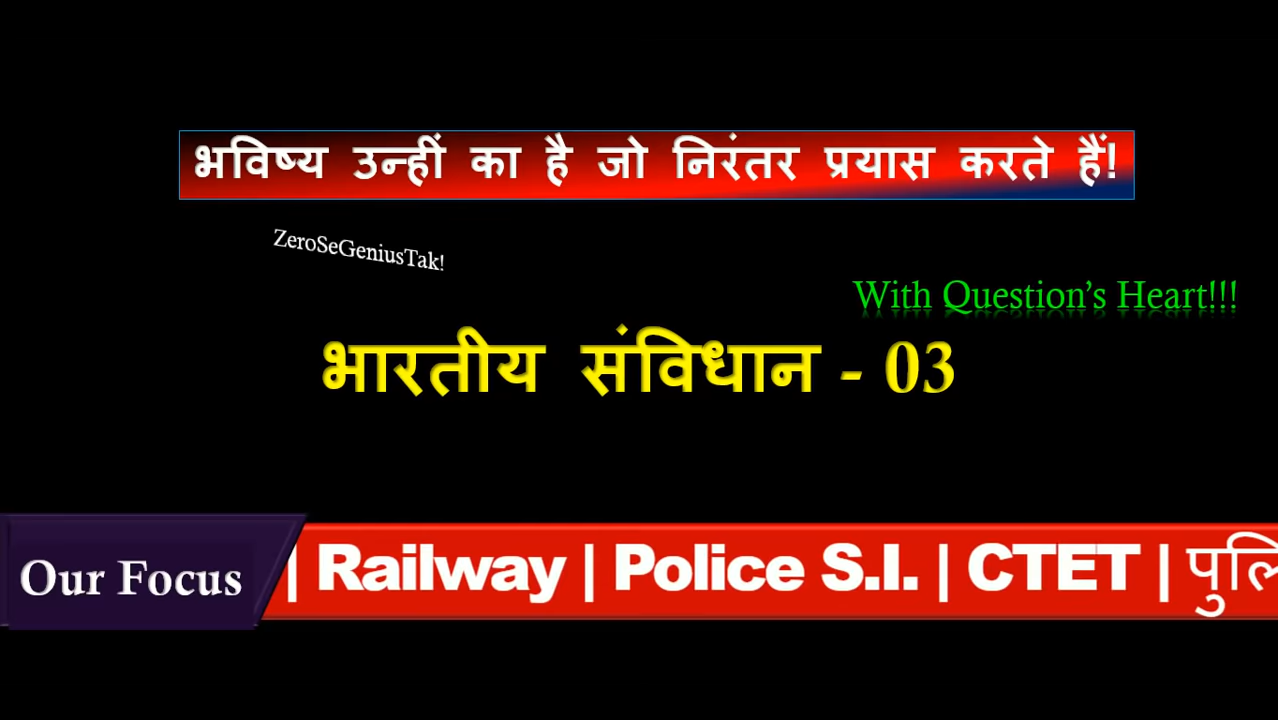 भविष्य उन्हीं का है जो निरंतर प्रयास करते हैं!
ZeroSeGeniusTak!
With Question's Heart!!!
भारतीय संविधान - 03
Our Focus | Railway | Police S.I. | CTET |